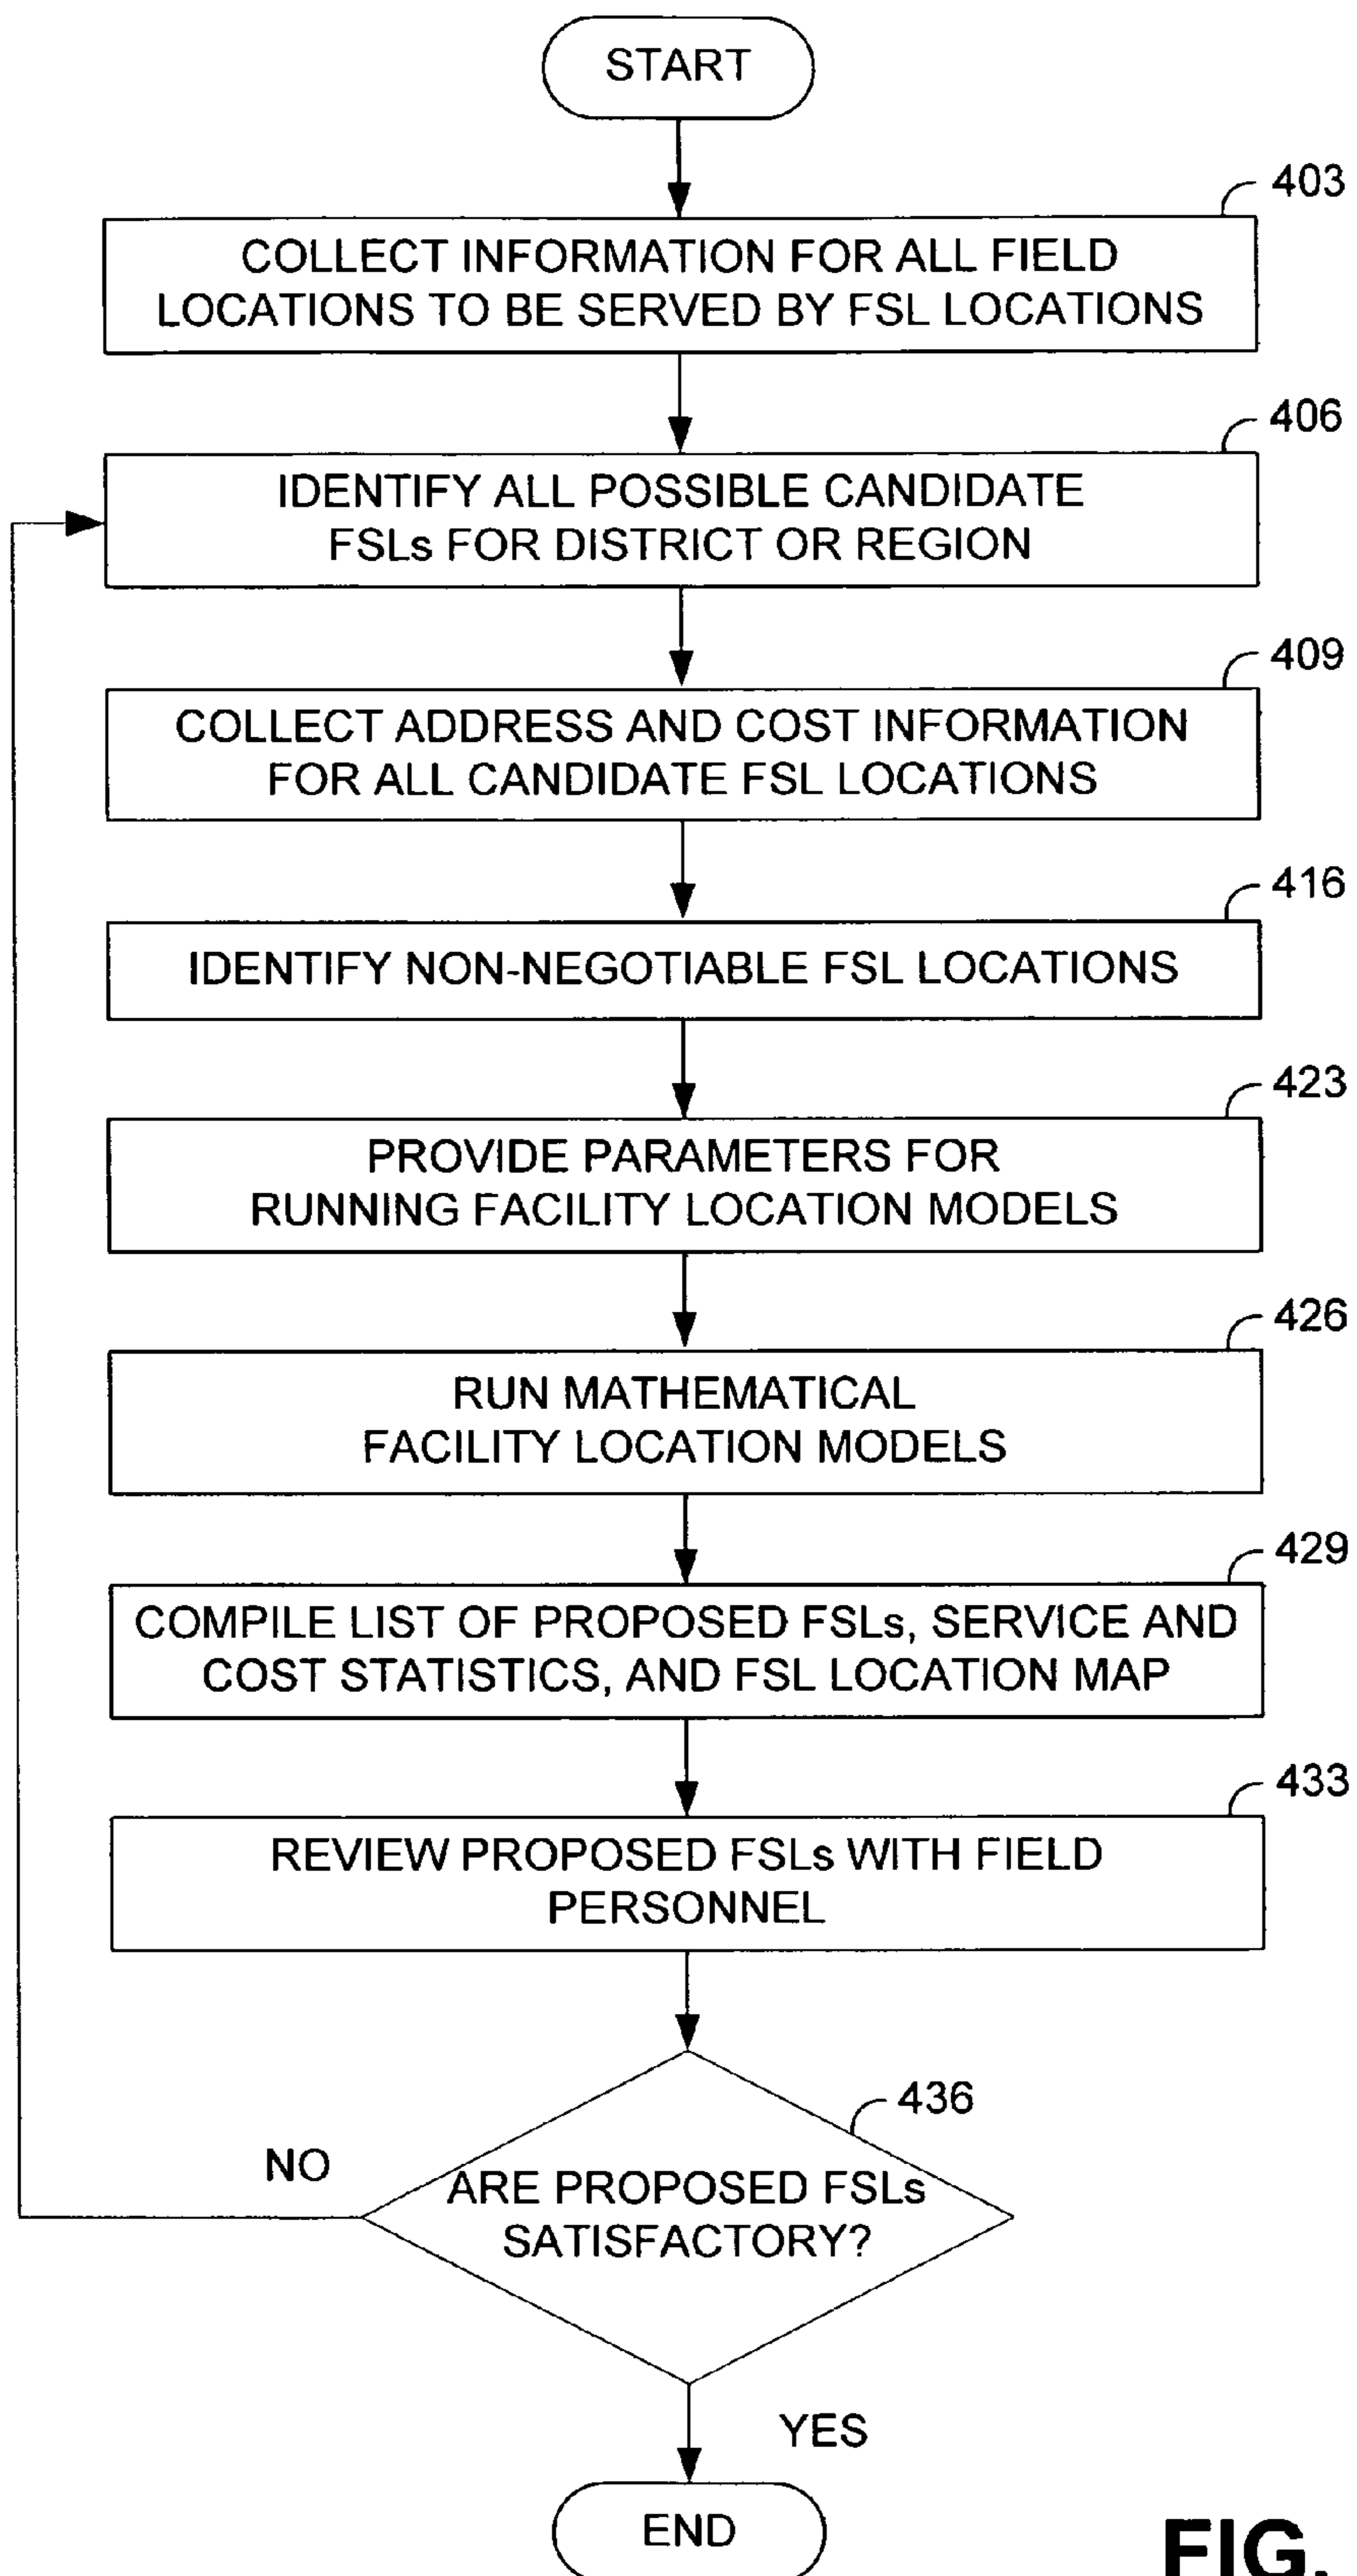 START
403
COLLECT INFORMATION FOR ALL FIELD
LOCATIONS TO BE SERVED BY FSL LOCATIONS
406
IDENTIFY ALL POSSIBLE CANDIDATE
FSLs FOR DISTRICT OR REGION
409
COLLECT ADDRESS AND COST INFORMATION
FOR ALL CANDIDATE FSL LOCATIONS
416
IDENTIFY NON-NEGOTIABLE FSL LOCATIONS
423
PROVIDE PARAMETERS FOR
RUNNING FACILITY LOCATION MODELS
426
RUN MATHEMATICAL
FACILITY LOCATION MODELS
429
COMPILE LIST OF PROPOSED FSLs, SERVICE AND
COST STATISTICS, AND FSL LOCATION MAP
433
REVIEW PROPOSED FSLs WITH FIELD
PERSONNEL
436
NO
ARE PROPOSED FSLs
SATISFACTORY?
YES
END
FIG.